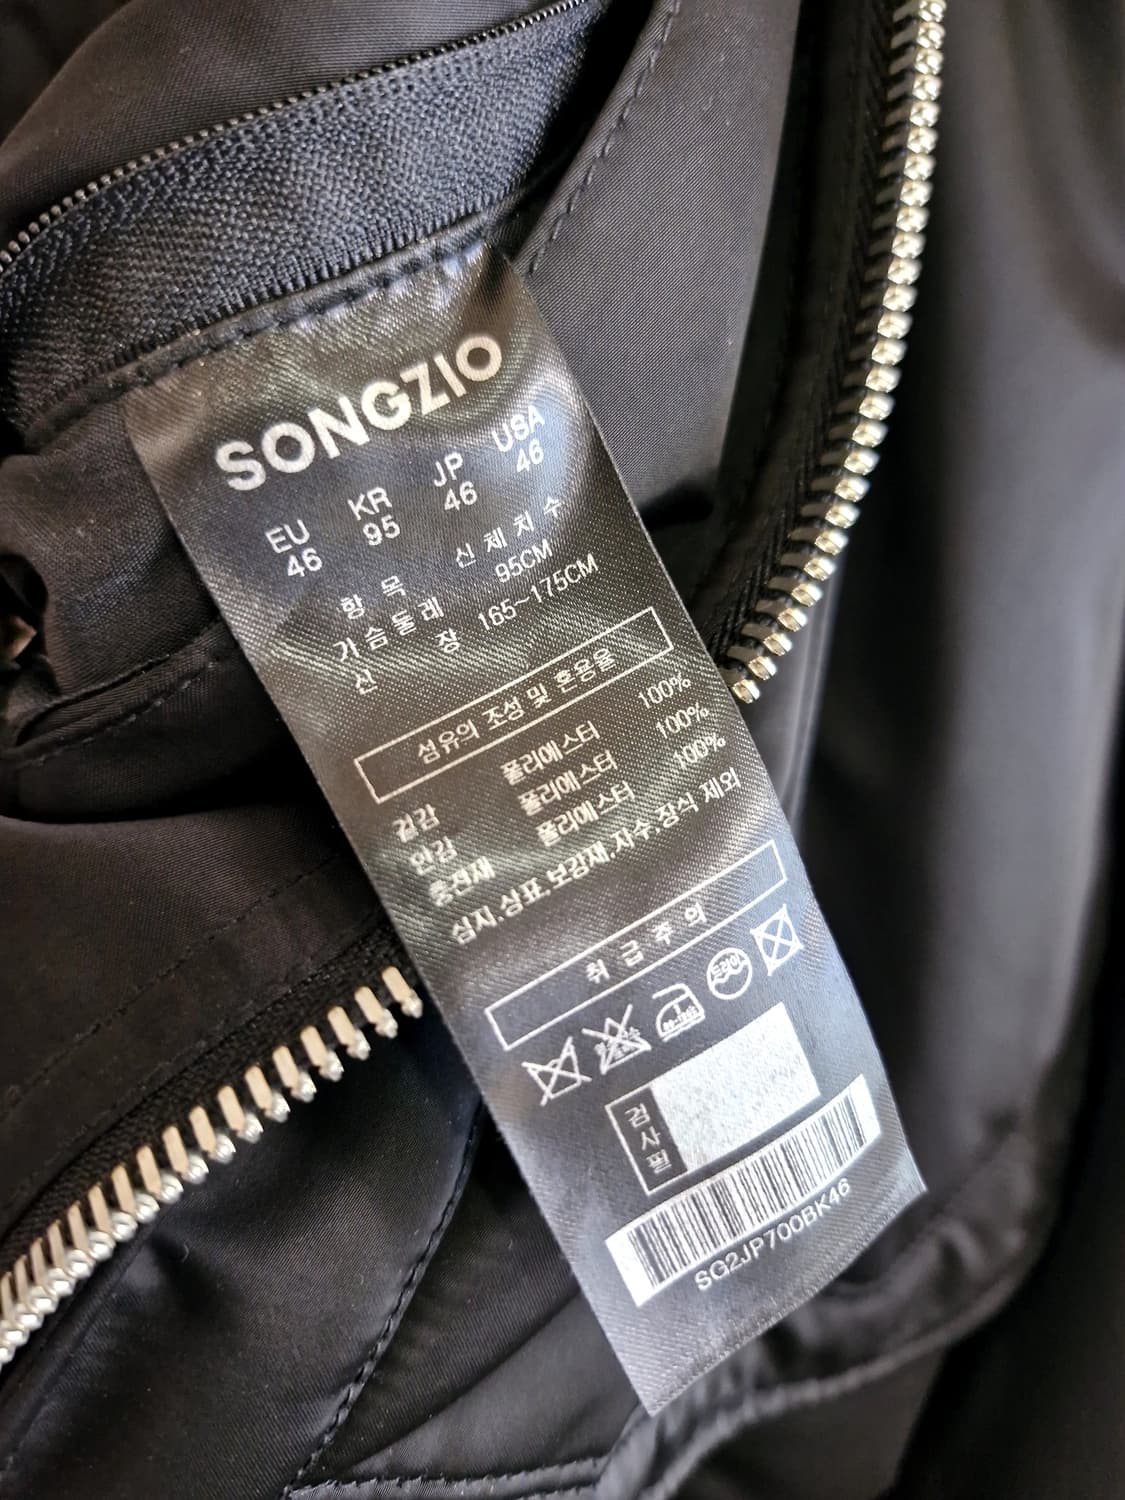 SONGZIO
EU KR JP USA
46 95 46 46
항 목 신 체 치 수
가슴둘레 95CM
신 장 165~175CM
섬유의 조성 및 혼용율
겉감 폴리에스터 100%
안감 폴리에스터 100%
충전재 폴리에스터 100%
심지,상표,보강재,자수,장식 제외
취 급 주 의
드라이
검사필
SG2JP700BK46